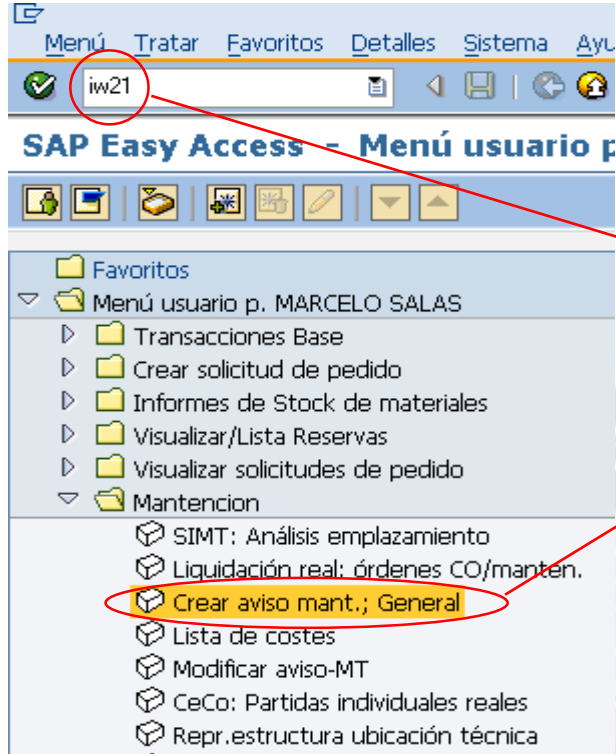 Menú Tratar Favoritos Detalles Sistema Ayu
iw21
SAP Easy Access - Menú usuario p
Favoritos
Menú usuario p. MARCELO SALAS
Transacciones Base
Crear solicitud de pedido
Informes de Stock de materiales
Visualizar/Lista Reservas
Visualizar solicitudes de pedido
Mantencion
SIMT: Análisis emplazamiento
Liquidación real: órdenes CO/manten.
Crear aviso mant.; General
Lista de costes
Modificar aviso-MT
CeCo: Partidas individuales reales
Repr.estructura ubicación técnica